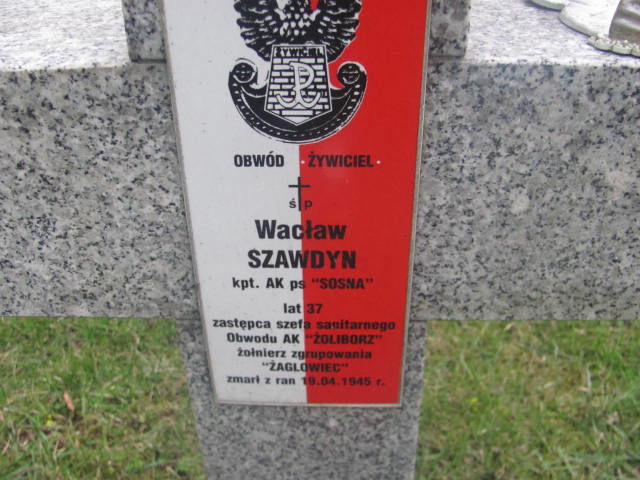 ŻYWICIEL
OBWÓD ·ŻYWICIEL·
ś p
Wacław
SZAWDYN
kpt. AK ps "SOSNA"
lat 37
zastępca szefa sanitarnego
Obwodu AK "ŻOLIBORZ"
żołnierz zgrupowania
"ŻAGLOWIEC"
zmarł z ran 19.04.1945 r.